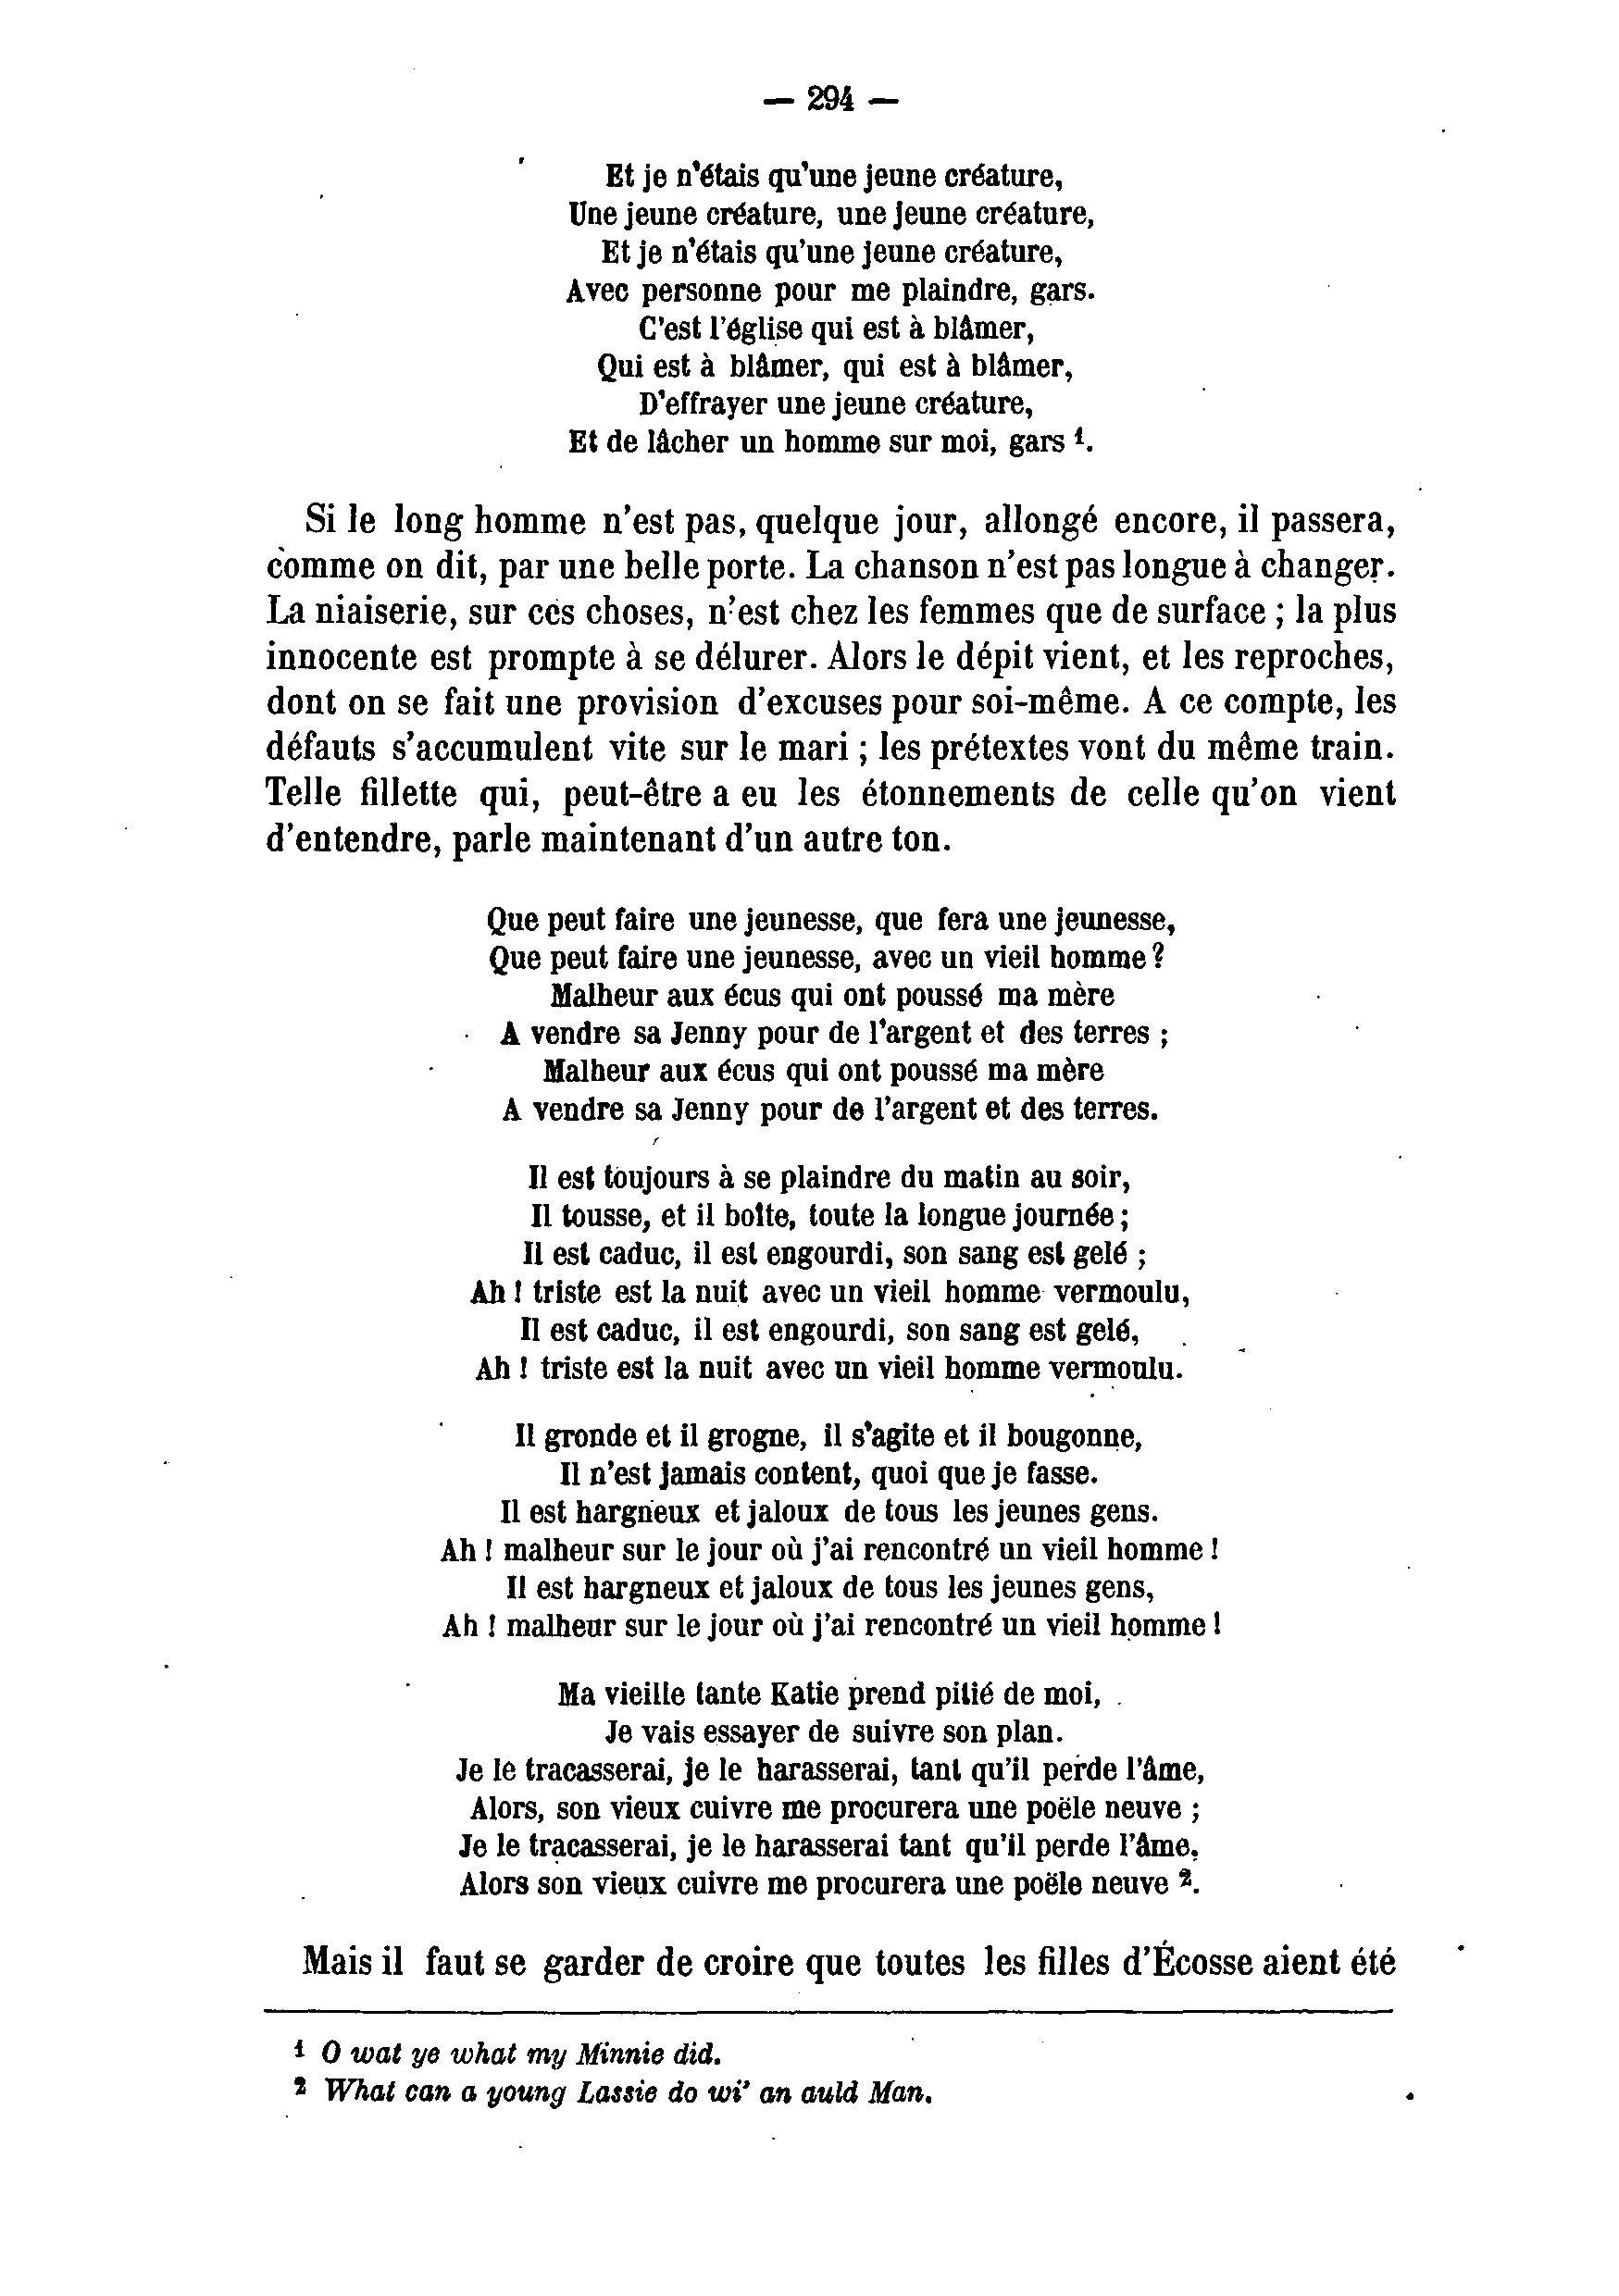 — 294 —
Et je n'étais qu'une jeune créature,
Une jeune créature, une jeune créature,
Et je n'étais qu'une jeune créature,
Avec personne pour me plaindre, gars.
C'est l'église qui est à blâmer,
Qui est à blâmer, qui est à blâmer,
D'effrayer une jeune créature,
Et de lâcher un homme sur moi, gars ¹.
Si le long homme n'est pas, quelque jour, allongé encore, il passera,
comme on dit, par une belle porte. La chanson n'est pas longue à changer.
La niaiserie, sur ces choses, n'est chez les femmes que de surface ; la plus
innocente est prompte à se délurer. Alors le dépit vient, et les reproches,
dont on se fait une provision d'excuses pour soi-même. A ce compte, les
défauts s'accumulent vite sur le mari ; les prétextes vont du même train.
Telle fillette qui, peut-être a eu les étonnements de celle qu'on vient
d'entendre, parle maintenant d'un autre ton.
Que peut faire une jeunesse, que fera une jeunesse,
Que peut faire une jeunesse, avec un vieil homme ?
Malheur aux écus qui ont poussé ma mère
A vendre sa Jenny pour de l'argent et des terres ;
Malheur aux écus qui ont poussé ma mère
A vendre sa Jenny pour de l'argent et des terres.
Il est toujours à se plaindre du matin au soir,
Il tousse, et il boîte, toute la longue journée ;
Il est caduc, il est engourdi, son sang est gelé ;
Ah ! triste est la nuit avec un vieil homme vermoulu,
Il est caduc, il est engourdi, son sang est gelé,
Ah ! triste est la nuit avec un vieil homme vermoulu.
Il gronde et il grogne, il s'agite et il bougonne,
Il n'est jamais content, quoi que je fasse.
Il est hargneux et jaloux de tous les jeunes gens.
Ah ! malheur sur le jour où j'ai rencontré un vieil homme !
Il est hargneux et jaloux de tous les jeunes gens,
Ah ! malheur sur le jour où j'ai rencontré un vieil homme !
Ma vieille tante Katie prend pitié de moi,
Je vais essayer de suivre son plan.
Je le tracasserai, je le harasserai, tant qu'il perde l'âme,
Alors, son vieux cuivre me procurera une poële neuve ;
Je le tracasserai, je le harasserai tant qu'il perde l'âme,
Alors son vieux cuivre me procurera une poële neuve ².
Mais il faut se garder de croire que toutes les filles d'Écosse aient été
¹ O wat ye what my Minnie did.
² What can a young Lassie do wi' an auld Man.